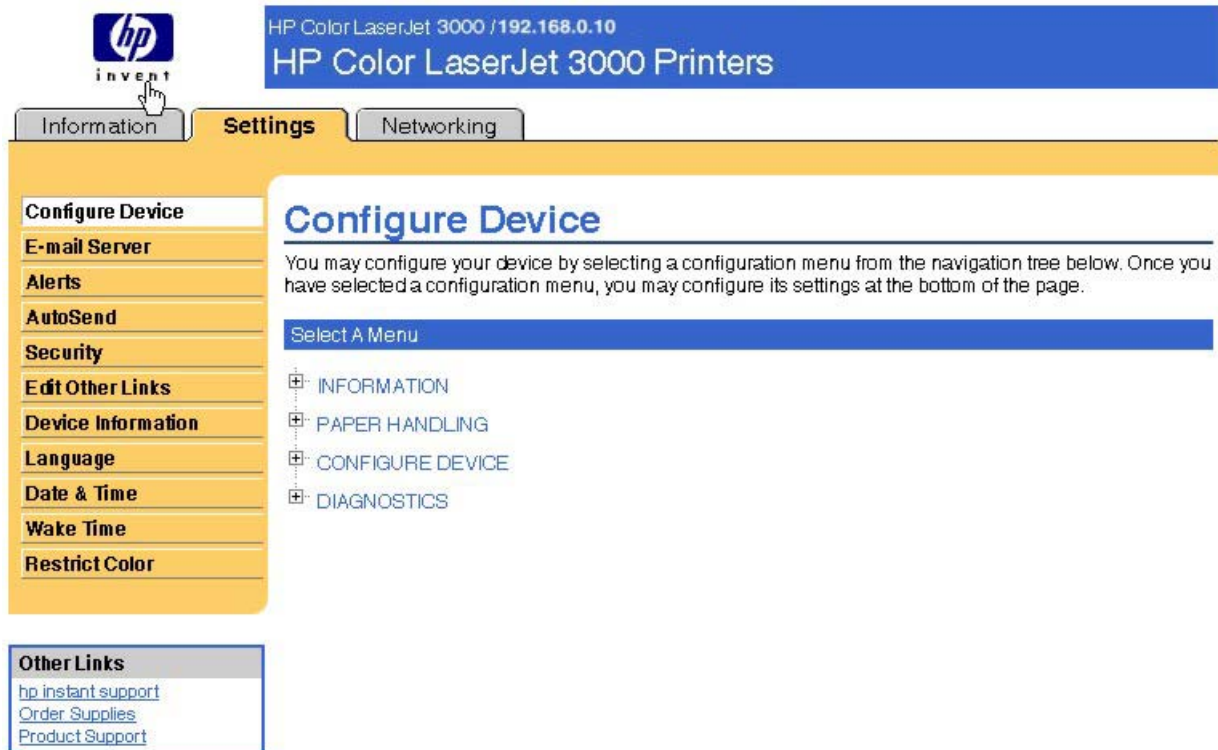 hp
invent
HP Color LaserJet 3000 / 192.168.0.10
HP Color LaserJet 3000 Printers
Information
Settings
Networking
Configure Device
E-mail Server
Alerts
AutoSend
Security
Edit Other Links
Device Information
Language
Date & Time
Wake Time
Restrict Color
Configure Device
You may configure your device by selecting a configuration menu from the navigation tree below. Once you
have selected a configuration menu, you may configure its settings at the bottom of the page.
Select A Menu
INFORMATION
PAPER HANDLING
CONFIGURE DEVICE
DIAGNOSTICS
Other Links
hp instant support
Order Supplies
Product Support